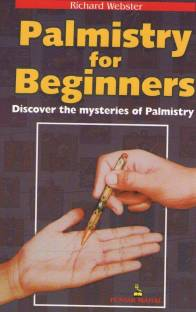 Richard Webster
Palmistry
for
Beginners
Discover the mysteries of Palmistry